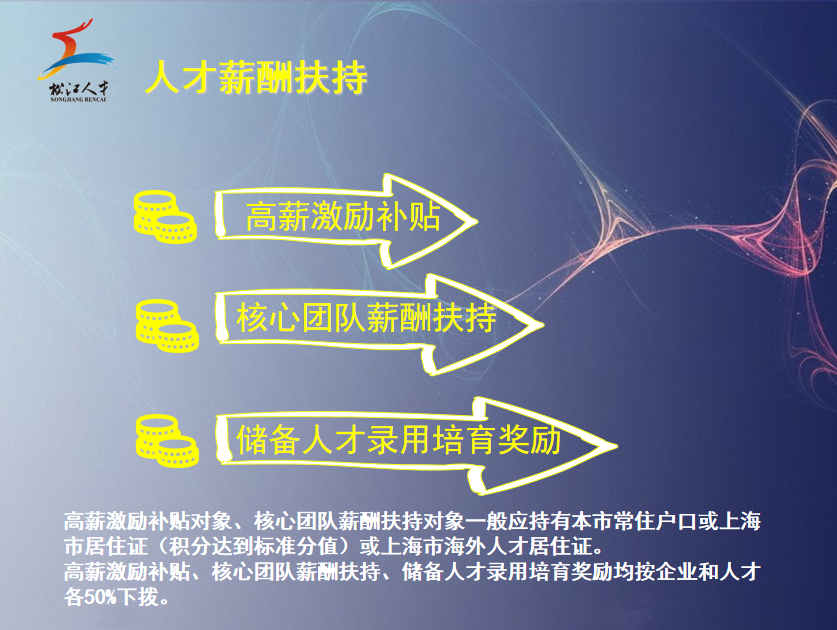 松江人才
SONGJIANG RENCAI
人才薪酬扶持
高薪激励补贴
核心团队薪酬扶持
储备人才录用培育奖励
高薪激励补贴对象、核心团队薪酬扶持对象一般应持有本市常住户口或上海
市居住证（积分达到标准分值）或上海市海外人才居住证。
高薪激励补贴、核心团队薪酬扶持、储备人才录用培育奖励均按企业和人才
各50%下拨。